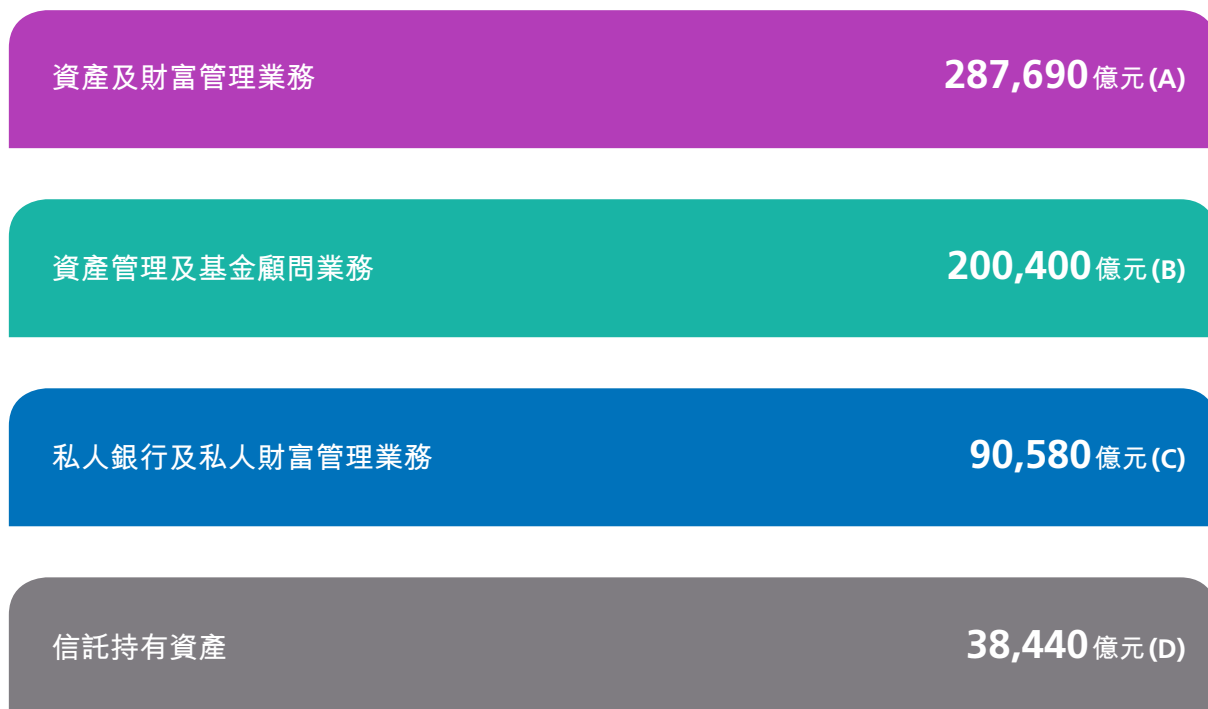 資產及財富管理業務 287,690億元(A)
資產管理及基金顧問業務 200,400億元(B)
私人銀行及私人財富管理業務 90,580億元(C)
信託持有資產 38,440億元(D)